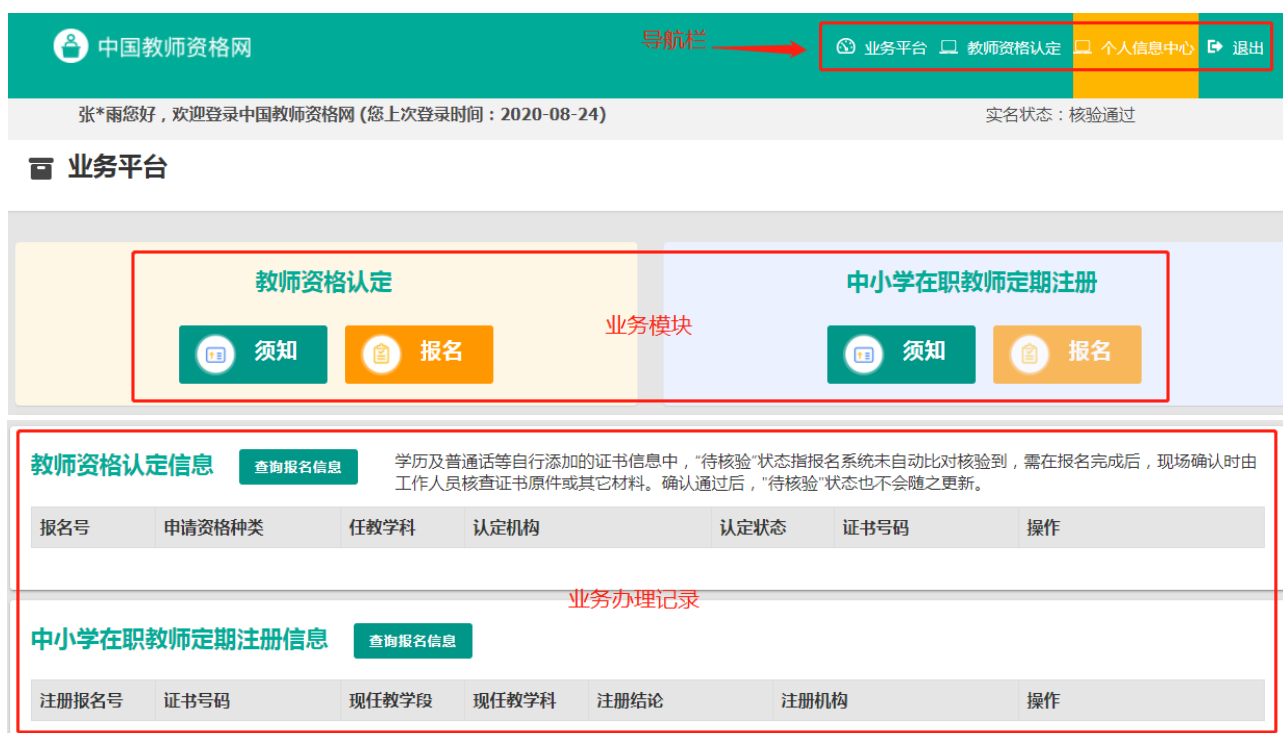 中国教师资格网
导航栏
业务平台 教师资格认定 个人信息中心 退出
张*雨您好，欢迎登录中国教师资格网 (您上次登录时间：2020-08-24)
实名状态：核验通过
业务平台
教师资格认定
中小学在职教师定期注册
业务模块
须知 报名
须知 报名
教师资格认定信息 查询报名信息
学历及普通话等自行添加的证书信息中，"待核验"状态指报名系统未自动比对核验到，需在报名完成后，现场确认时由
工作人员核查证书原件或其它材料。确认通过后，"待核验"状态也不会随之更新。
报名号 申请资格种类 任教学科 认定机构 认定状态 证书号码 操作
业务办理记录
中小学在职教师定期注册信息 查询报名信息
注册报名号 证书号码 现任教学段 现任教学科 注册结论 注册机构 操作